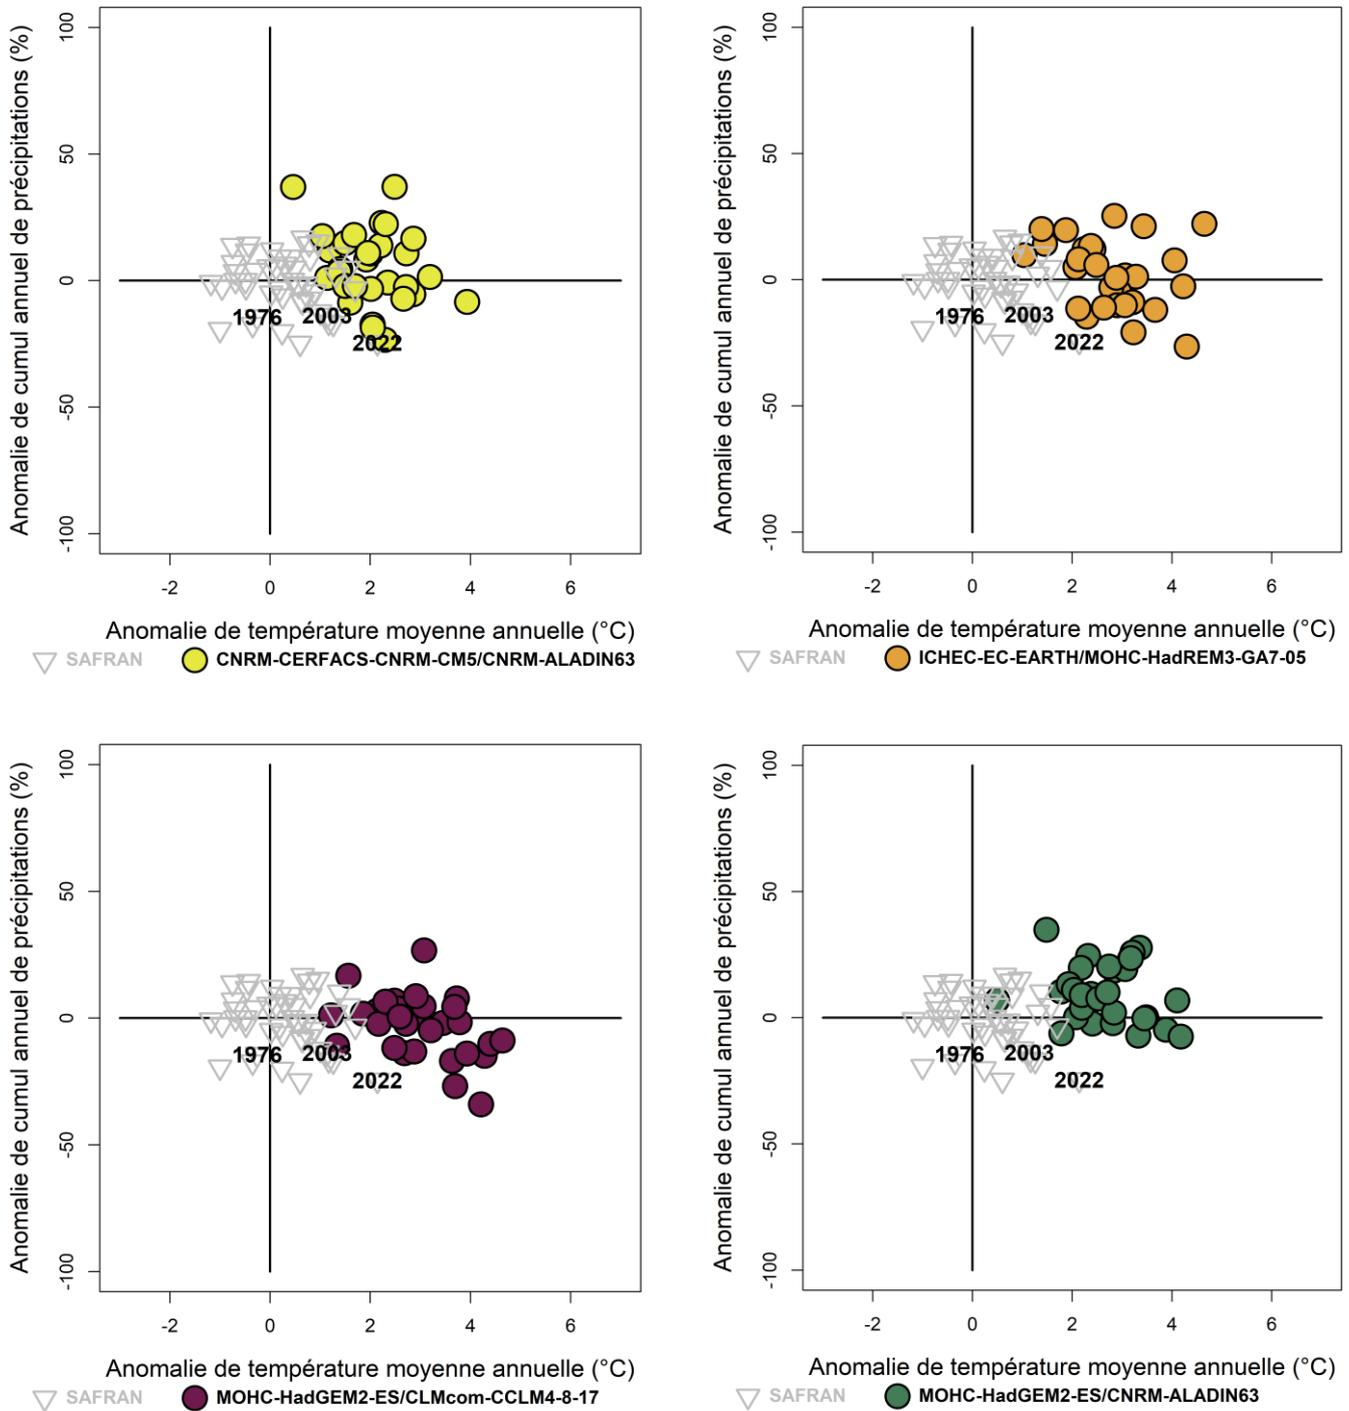 Anomalie de cumul annuel de précipitations (%)
100
50
0
-50
-100
1976
2003
2022
-2 0 2 4 6
Anomalie de température moyenne annuelle (°C)
SAFRAN CNRM-CERFACS-CNRM-CM5/CNRM-ALADIN63
Anomalie de cumul annuel de précipitations (%)
100
50
0
-50
-100
1976
2003
2022
-2 0 2 4 6
Anomalie de température moyenne annuelle (°C)
SAFRAN ICHEC-EC-EARTH/MOHC-HadREM3-GA7-05
Anomalie de cumul annuel de précipitations (%)
100
50
0
-50
-100
1976
2003
2022
-2 0 2 4 6
Anomalie de température moyenne annuelle (°C)
SAFRAN MOHC-HadGEM2-ES/CLMcom-CCLM4-8-17
Anomalie de cumul annuel de précipitations (%)
100
50
0
-50
-100
1976
2003
2022
-2 0 2 4 6
Anomalie de température moyenne annuelle (°C)
SAFRAN MOHC-HadGEM2-ES/CNRM-ALADIN63